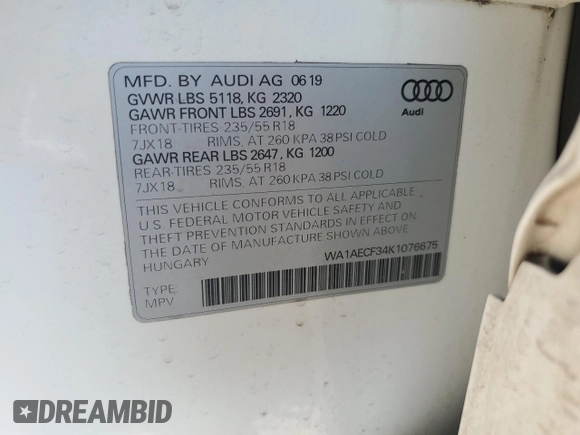 MFD. BY AUDI AG 06 19
GVWR LBS 5118, KG 2320
GAWR FRONT LBS 2691, KG 1220
FRONT-TIRES 235/55 R18
7JX18 RIMS, AT 260 KPA 38 PSI COLD
GAWR REAR LBS 2647, KG 1200
REAR-TIRES 235/55 R18
7JX18 RIMS, AT 260 KPA 38 PSI COLD
Audi
THIS VEHICLE CONFORMS TO ALL APPLICABLE
U.S. FEDERAL MOTOR VEHICLE SAFETY AND
THEFT PREVENTION STANDARDS IN EFFECT ON
THE DATE OF MANUFACTURE SHOWN ABOVE.
HUNGARY
WA1AECF34K1076675
TYPE:
MPV
DREAMBID